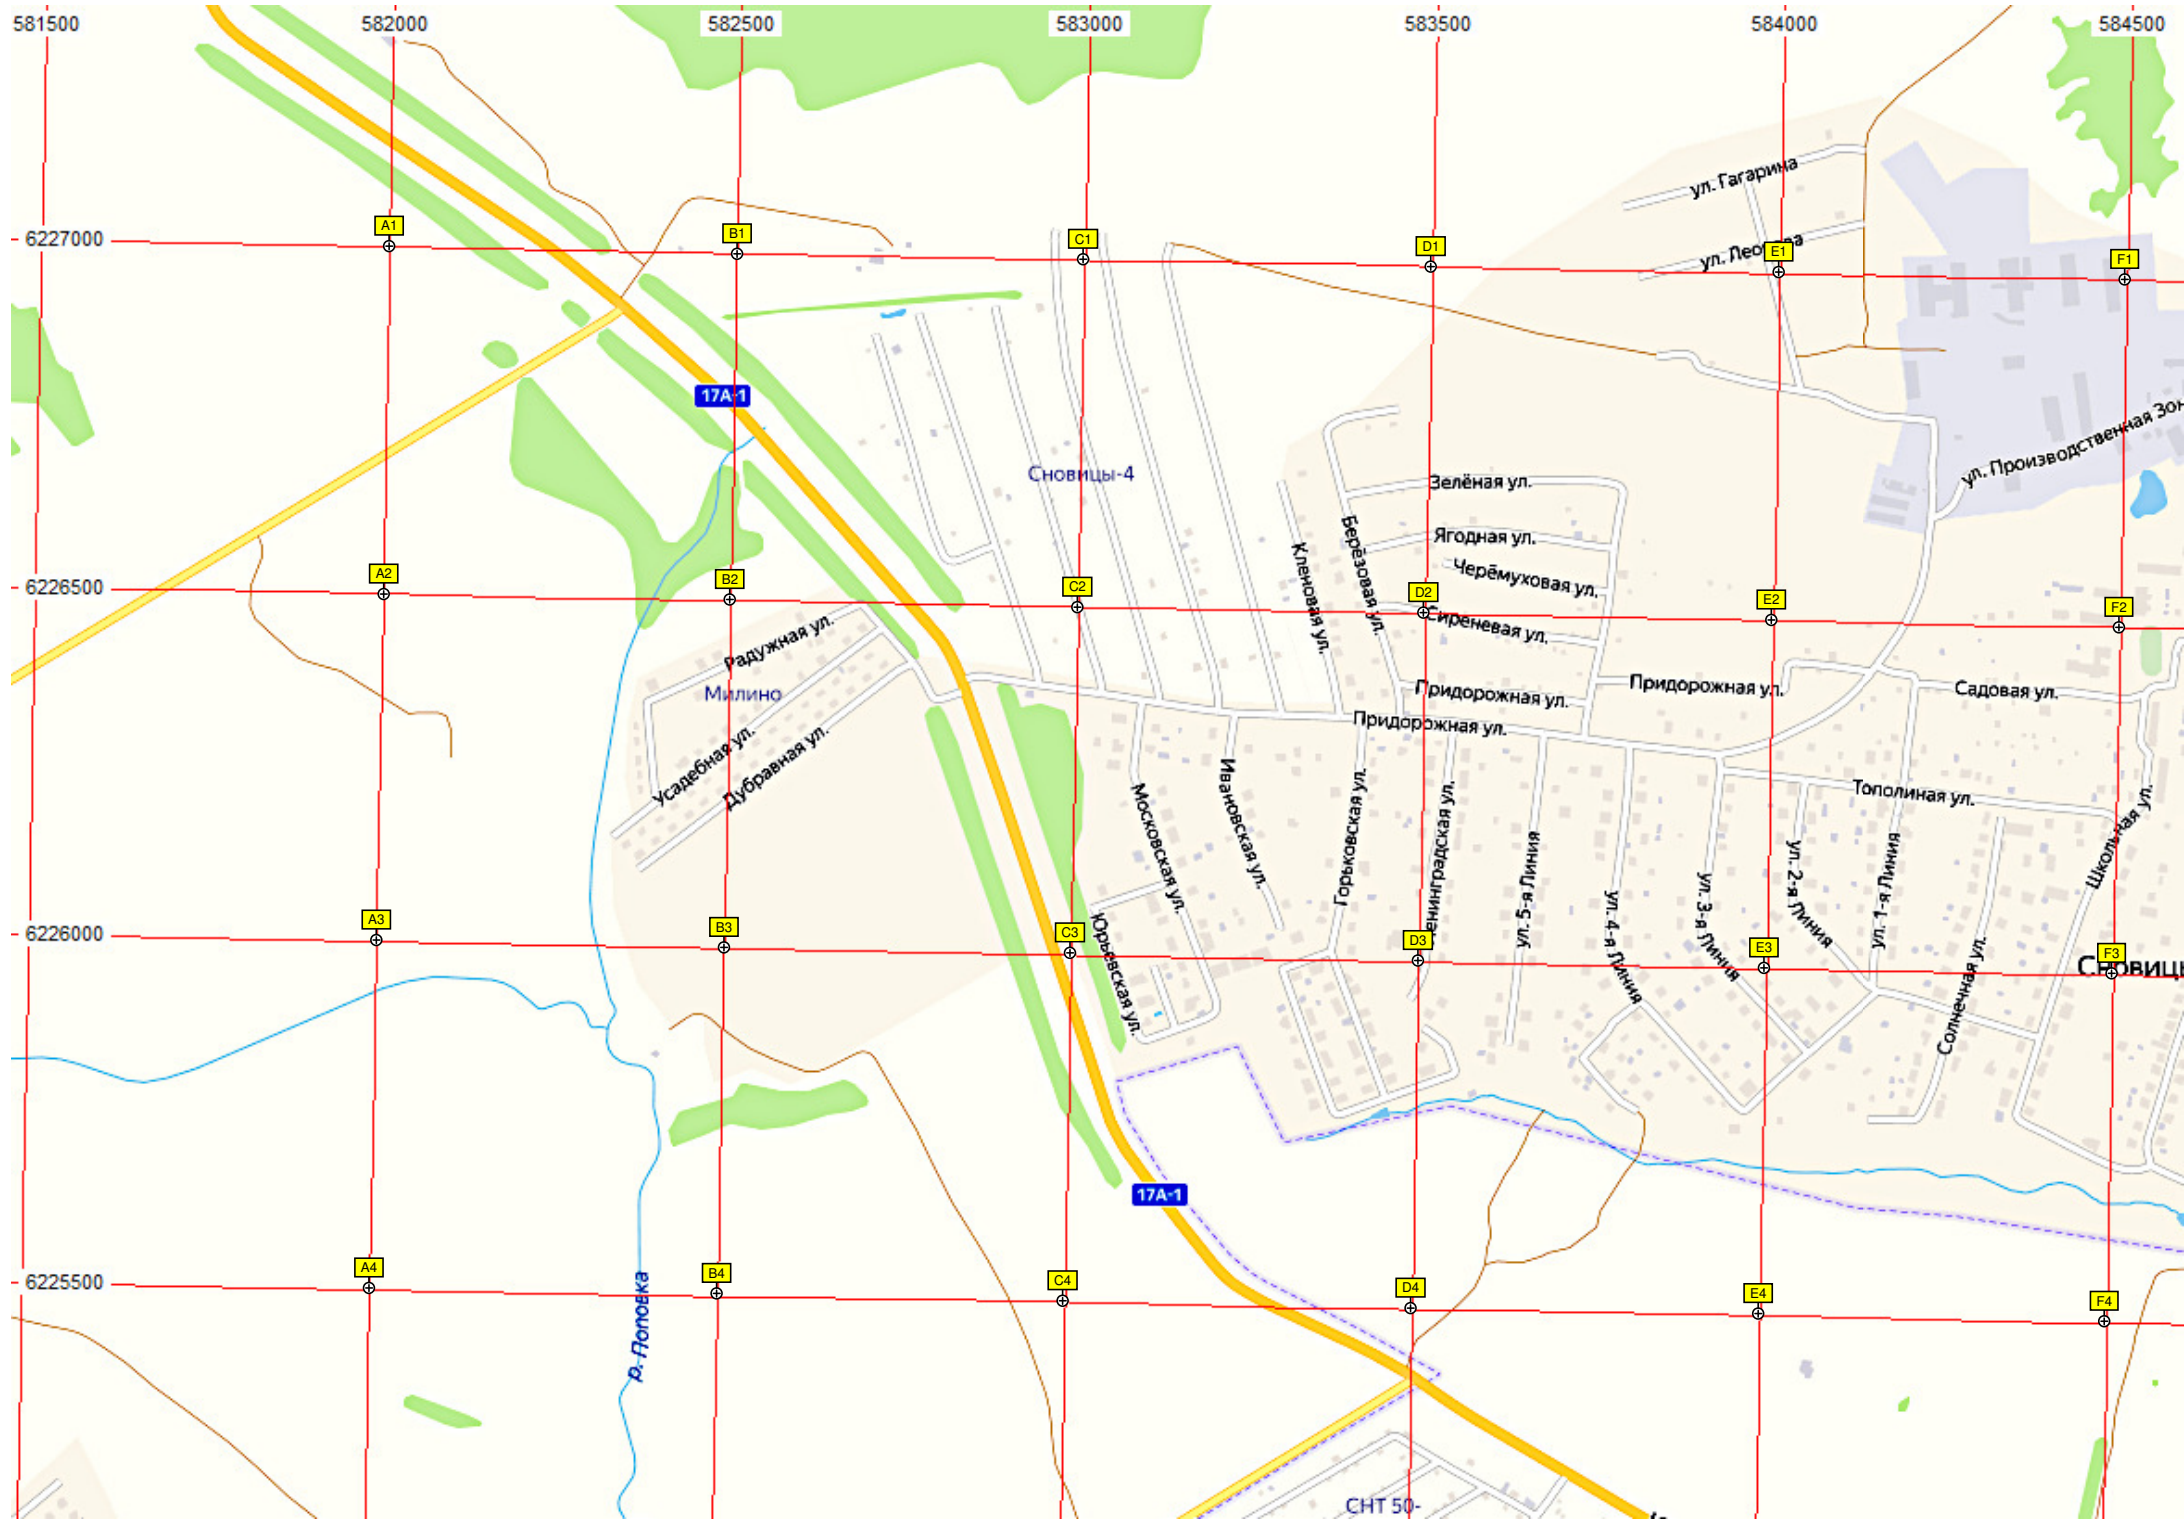 581500 582000 582500 583000 583500 584000 584500
ул. Гагарина
A1 B1 C1 D1 E1 F1
6227000
17А-1
ул. Производственная Зон
Сновицы-4
Зелёная ул.
Ягодная ул.
Черёмуховая ул.
Берёзовая ул.
Кленовая ул.
6226500
A2 B2 C2 D2 E2 F2
Сиреневая ул.
Радужная ул.
Милино
Придорожная ул.
Придорожная ул.
Садовая ул.
Придорожная ул.
Усадебная ул.
Дубравная ул.
Тополиная ул.
Московская ул.
Ивановская ул.
Горьковская ул.
Ленинградская ул.
ул. 5-я Линия
ул. 4-я Линия
ул. 3-я Линия
ул. 2-я Линия
ул. 1-я Линия
Школьная ул.
6226000
A3 B3 C3 D3 E3 F3
Юрьевская ул.
Солнечная ул.
Сновицы
17А-1
6225500
A4 B4 C4 D4 E4 F4
р. Поповка
СНТ 50-